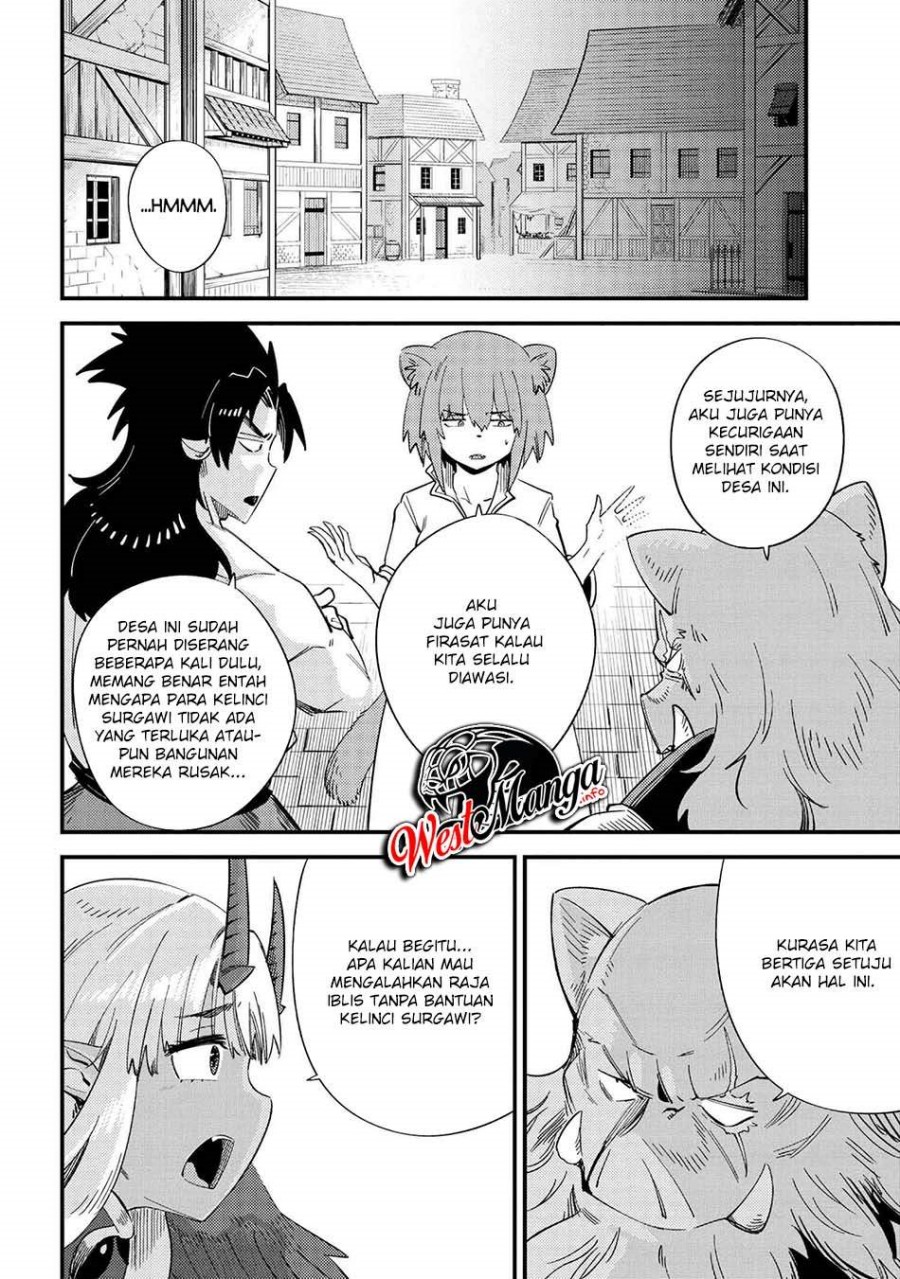 ...HMMM.
SEJUJURNYA,
AKU JUGA PUNYA
KECURIGAAN
SENDIRI SAAT
MELIHAT KONDISI
DESA INI.
AKU
JUGA PUNYA
FIRASAT KALAU
KITA SELALU
DIAWASI.
DESA INI SUDAH
PERNAH DISERANG
BEBERAPA KALI DULU,
MEMANG BENAR ENTAH
MENGAPA PARA KELINCI
SURGAWI TIDAK ADA
YANG TERLUKA ATAU-
PUN BANGUNAN
MEREKA RUSAK...
WestManga
.info
KURASA KITA
BERTIGA SETUJU
AKAN HAL INI.
KALAU BEGITU...
APA KALIAN MAU
MENGALAHKAN RAJA
IBLIS TANPA BANTUAN
KELINCI SURGAWI?